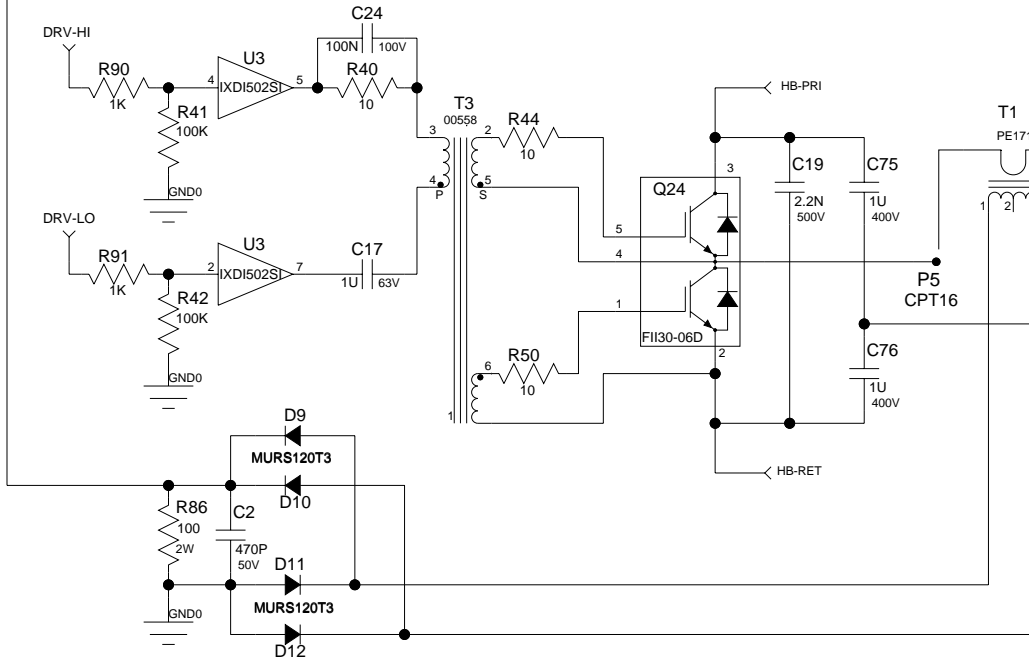 DRV-HI
R90
1K
R41
100K
GND0
U3
4
IXDI502SI
5
C24
100N
100V
R40
10
DRV-LO
R91
1K
R42
100K
GND0
U3
2
IXDI502SI
7
C17
1U
63V
T3
00558
3
2
4
5
P
S
6
1
R44
10
R50
10
Q24
3
5
4
1
2
FII30-06D
HB-PRI
HB-RET
C19
2.2N
500V
C75
1U
400V
C76
1U
400V
P5
CPT16
T1
PE171
1
2
D9
MURS120T3
D10
R86
100
2W
C2
470P
50V
D11
MURS120T3
D12
GND0